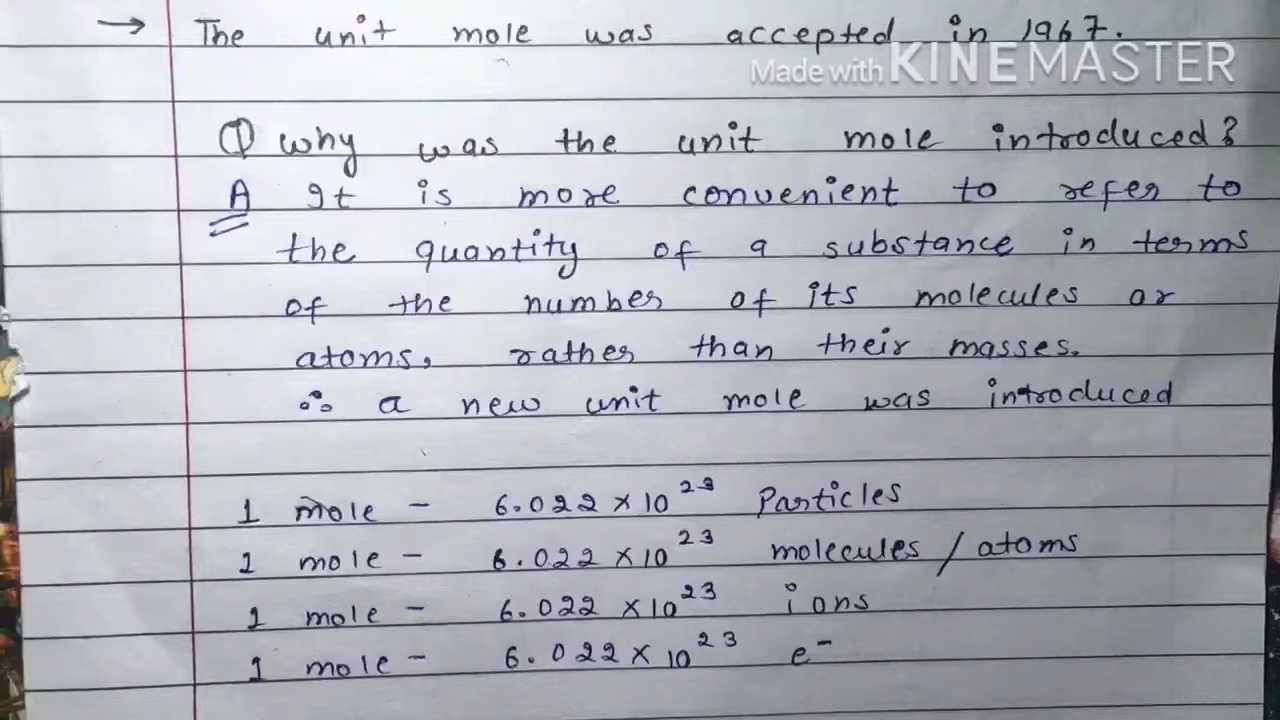 → The unit mole was accepted in 1967.
Made with KINEMASTER
Q why was the unit mole introduced?
A It is more convenient to refer to
the quantity of a substance in terms
of the number of its molecules or
atoms, rather than their masses.
∴ a new unit mole was introduced
1 mole - 6.022 × 10²³ Particles
1 mole - 6.022 × 10²³ molecules / atoms
1 mole - 6.022 × 10²³ ions
1 mole - 6.022 × 10²³ e⁻